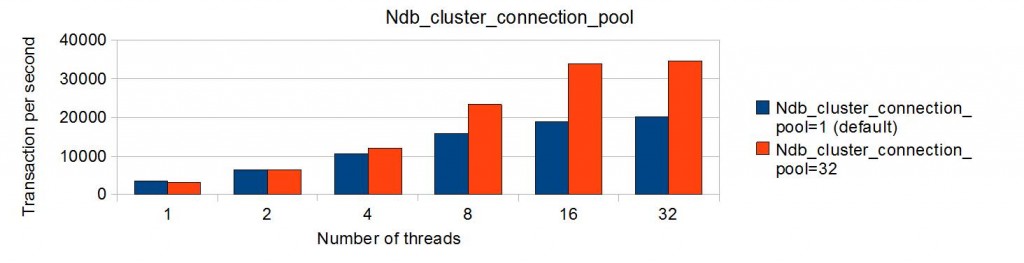 Ndb_cluster_connection_pool
Transaction per second
40000
30000
20000
10000
0
1 2 4 8 16 32
Number of threads
Ndb_cluster_connection_
pool=1 (default)
Ndb_cluster_connection_
pool=32